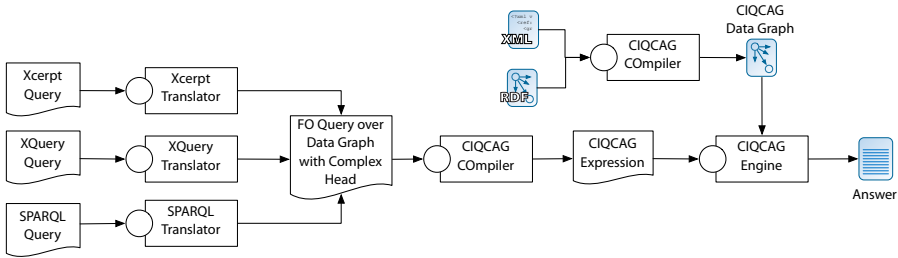 Xcerpt
Query
Xcerpt
Translator
XQuery
Query
XQuery
Translator
SPARQL
Query
SPARQL
Translator
FO Query over
Data Graph
with Complex
Head
CIQCAG
COmpiler
CIQCAG
Expression
XML
RDF
CIQCAG
COmpiler
CIQCAG
Data Graph
CIQCAG
Engine
Answer